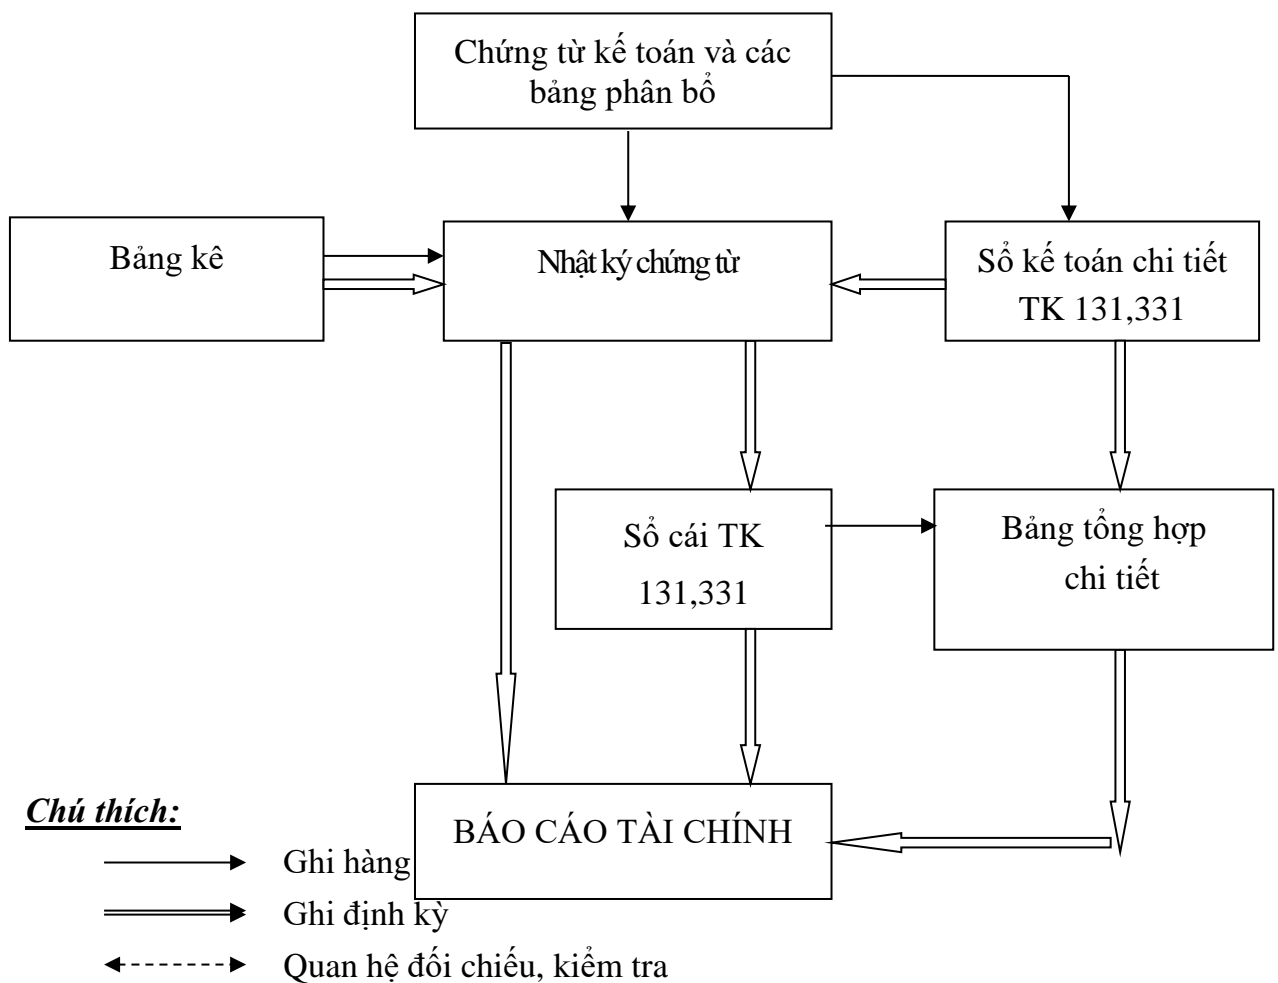 Chứng từ kế toán và các
bảng phân bổ
Bảng kê
Nhật ký chứng từ
Sổ kế toán chi tiết
TK 131,331
Sổ cái TK
131,331
Bảng tổng hợp
chi tiết
BÁO CÁO TÀI CHÍNH
Chú thích:
Ghi hàng
Ghi định kỳ
Quan hệ đối chiếu, kiểm tra